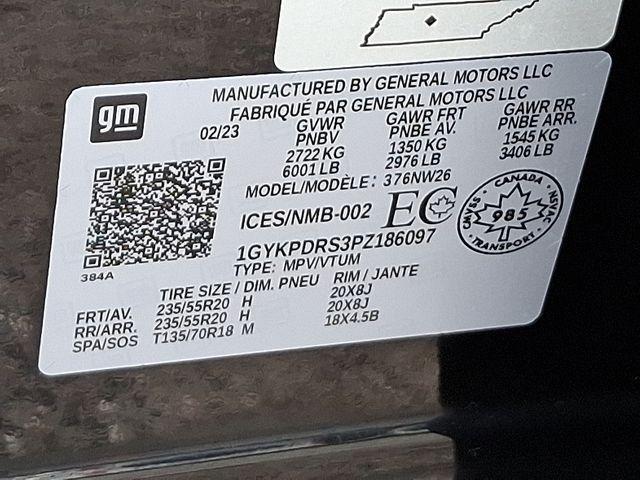 MANUFACTURED BY GENERAL MOTORS LLC
FABRIQUÉ PAR GENERAL MOTORS LLC
gm
02/23
GVWR GAWR FRT GAWR RR
PNBV PNBE AV. PNBE ARR.
2722 KG 1350 KG 1545 KG
6001 LB 2976 LB 3406 LB
MODEL/MODÈLE: 376NW26
ICES/NMB-002 EC
CANADA
CMVSS 985 NSVAC
TRANSPORT
1GYKPDRS3PZ186097
TYPE: MPV/VTUM
384A
TIRE SIZE / DIM. PNEU RIM / JANTE
FRT/AV. 235/55R20 H 20X8J
RR/ARR. 235/55R20 H 20X8J
SPA/SOS T135/70R18 M 18X4.5B